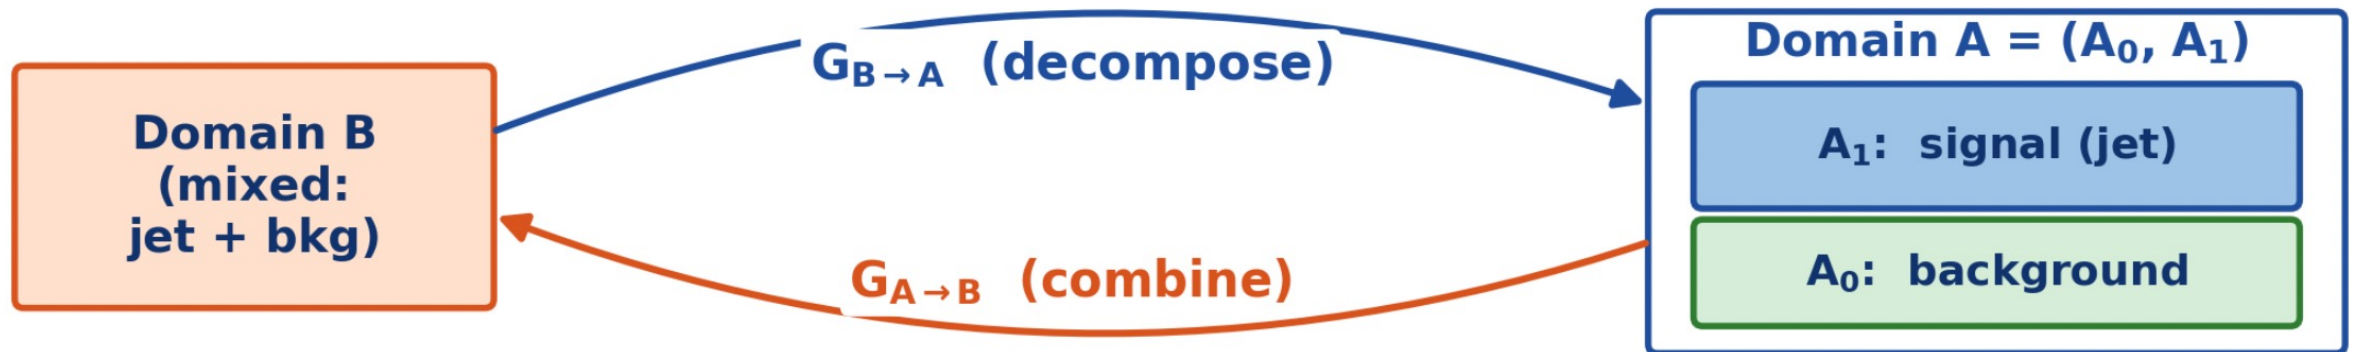 Domain B
(mixed:
jet + bkg)
G_{B→A} (decompose)
G_{A→B} (combine)
Domain A = (A₀, A₁)
A₁: signal (jet)
A₀: background